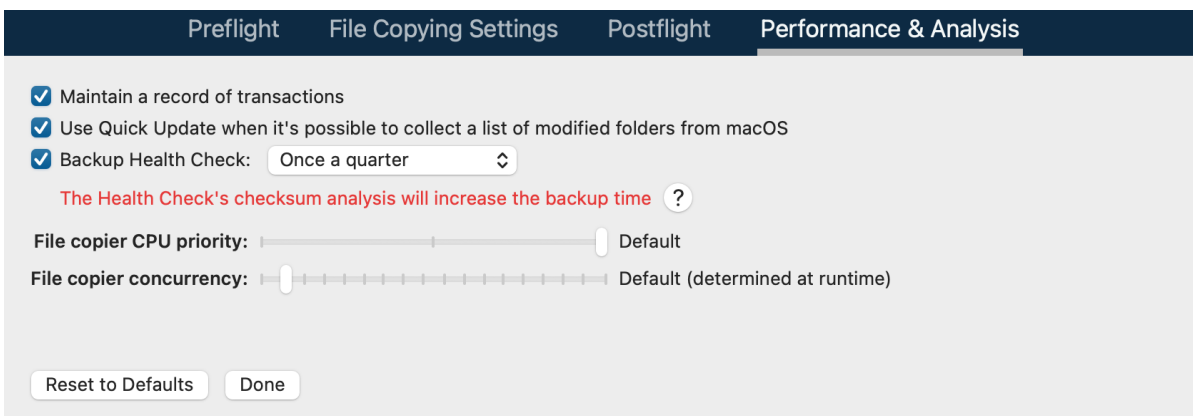 Preflight File Copying Settings Postflight Performance & Analysis
Maintain a record of transactions
Use Quick Update when it's possible to collect a list of modified folders from macOS
Backup Health Check: Once a quarter
The Health Check's checksum analysis will increase the backup time ?
File copier CPU priority: Default
File copier concurrency: Default (determined at runtime)
Reset to Defaults Done